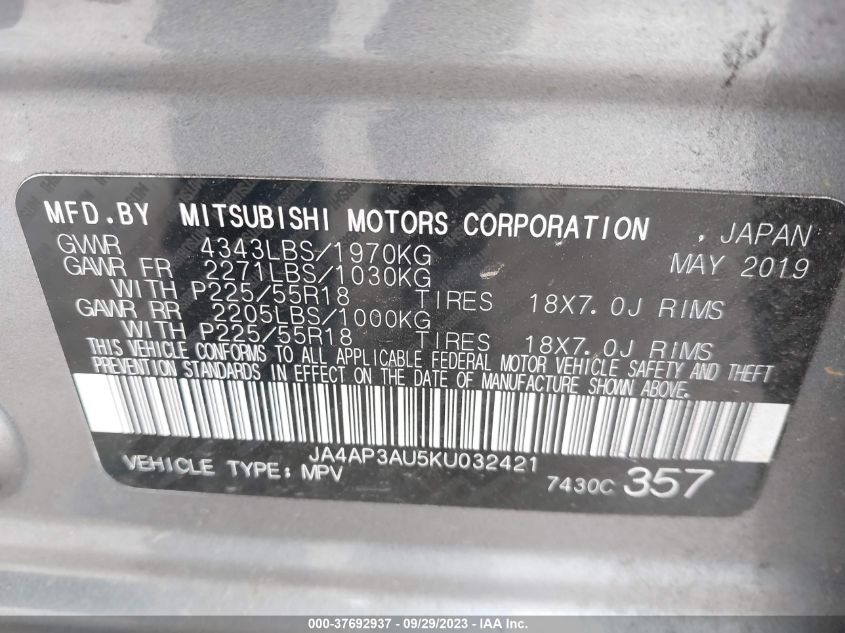 MFD.BY MITSUBISHI MOTORS CORPORATION , JAPAN
GVWR 4343LBS/1970KG MAY 2019
GAWR FR 2271LBS/1030KG
WITH P225/55R18 TIRES 18X7.0J RIMS
GAWR RR 2205LBS/1000KG
WITH P225/55R18 TIRES 18X7.0J RIMS
THIS VEHICLE CONFORMS TO ALL APPLICABLE FEDERAL MOTOR VEHICLE SAFETY AND THEFT
PREVENTION STANDARDS IN EFFECT ON THE DATE OF MANUFACTURE SHOWN ABOVE.
JA4AP3AU5KU032421
VEHICLE TYPE: MPV 7430C 357
000-37692937 - 09/29/2023 - © IAA Inc.